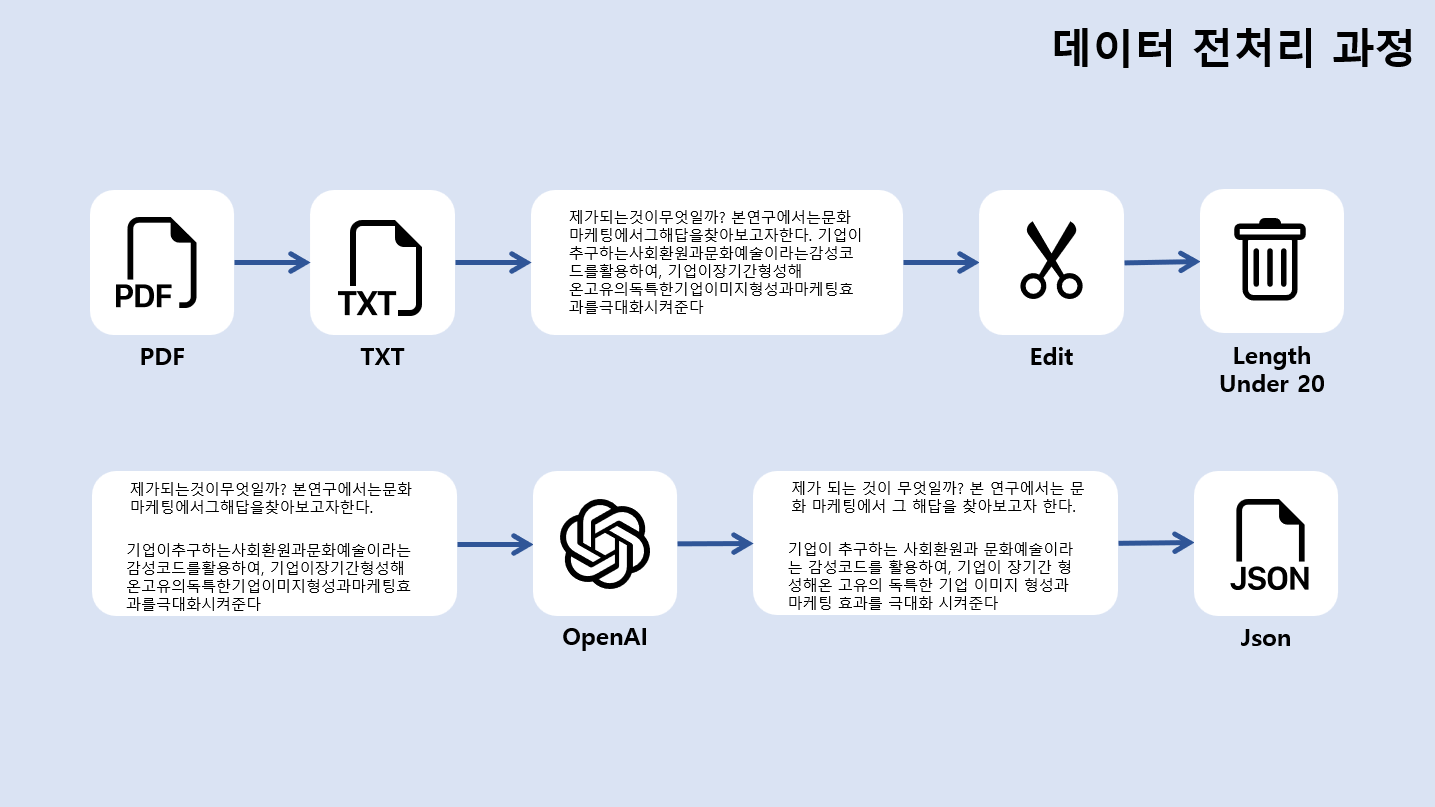 데이터 전처리 과정
PDF
TXT
제가되는것이무엇일까? 본연구에서는문화
마케팅에서그해답을찾아보고자한다. 기업이
추구하는사회환원과문화예술이라는감성코
드를활용하여, 기업이장기간형성해
온고유의독특한기업이미지형성과마케팅효
과를극대화시켜준다
PDF
TXT
Edit
Length
Under 20
제가되는것이무엇일까? 본연구에서는문화
마케팅에서그해답을찾아보고자한다.
기업이추구하는사회환원과문화예술이라는
감성코드를활용하여, 기업이장기간형성해
온고유의독특한기업이미지형성과마케팅효
과를극대화시켜준다
OpenAI
제가 되는 것이 무엇일까? 본 연구에서는 문
화 마케팅에서 그 해답을 찾아보고자 한다.
기업이 추구하는 사회환원과 문화예술이라
는 감성코드를 활용하여, 기업이 장기간 형
성해온 고유의 독특한 기업 이미지 형성과
마케팅 효과를 극대화 시켜준다
JSON
Json